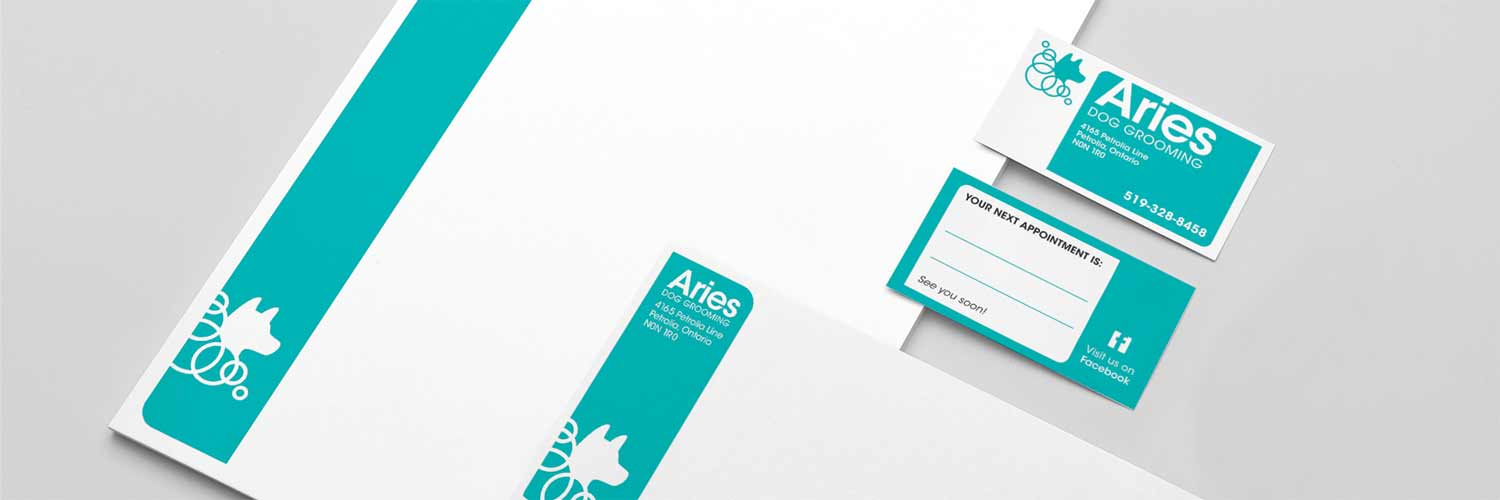 Aries
DOG GROOMING
4165 Petrolia Line
Petrolia, Ontario
N0N 1R0
519-328-8458
YOUR NEXT APPOINTMENT IS:
See you soon!
Visit us on
Facebook
Aries
DOG GROOMING
4165 Petrolia Line
Petrolia, Ontario
N0N 1R0